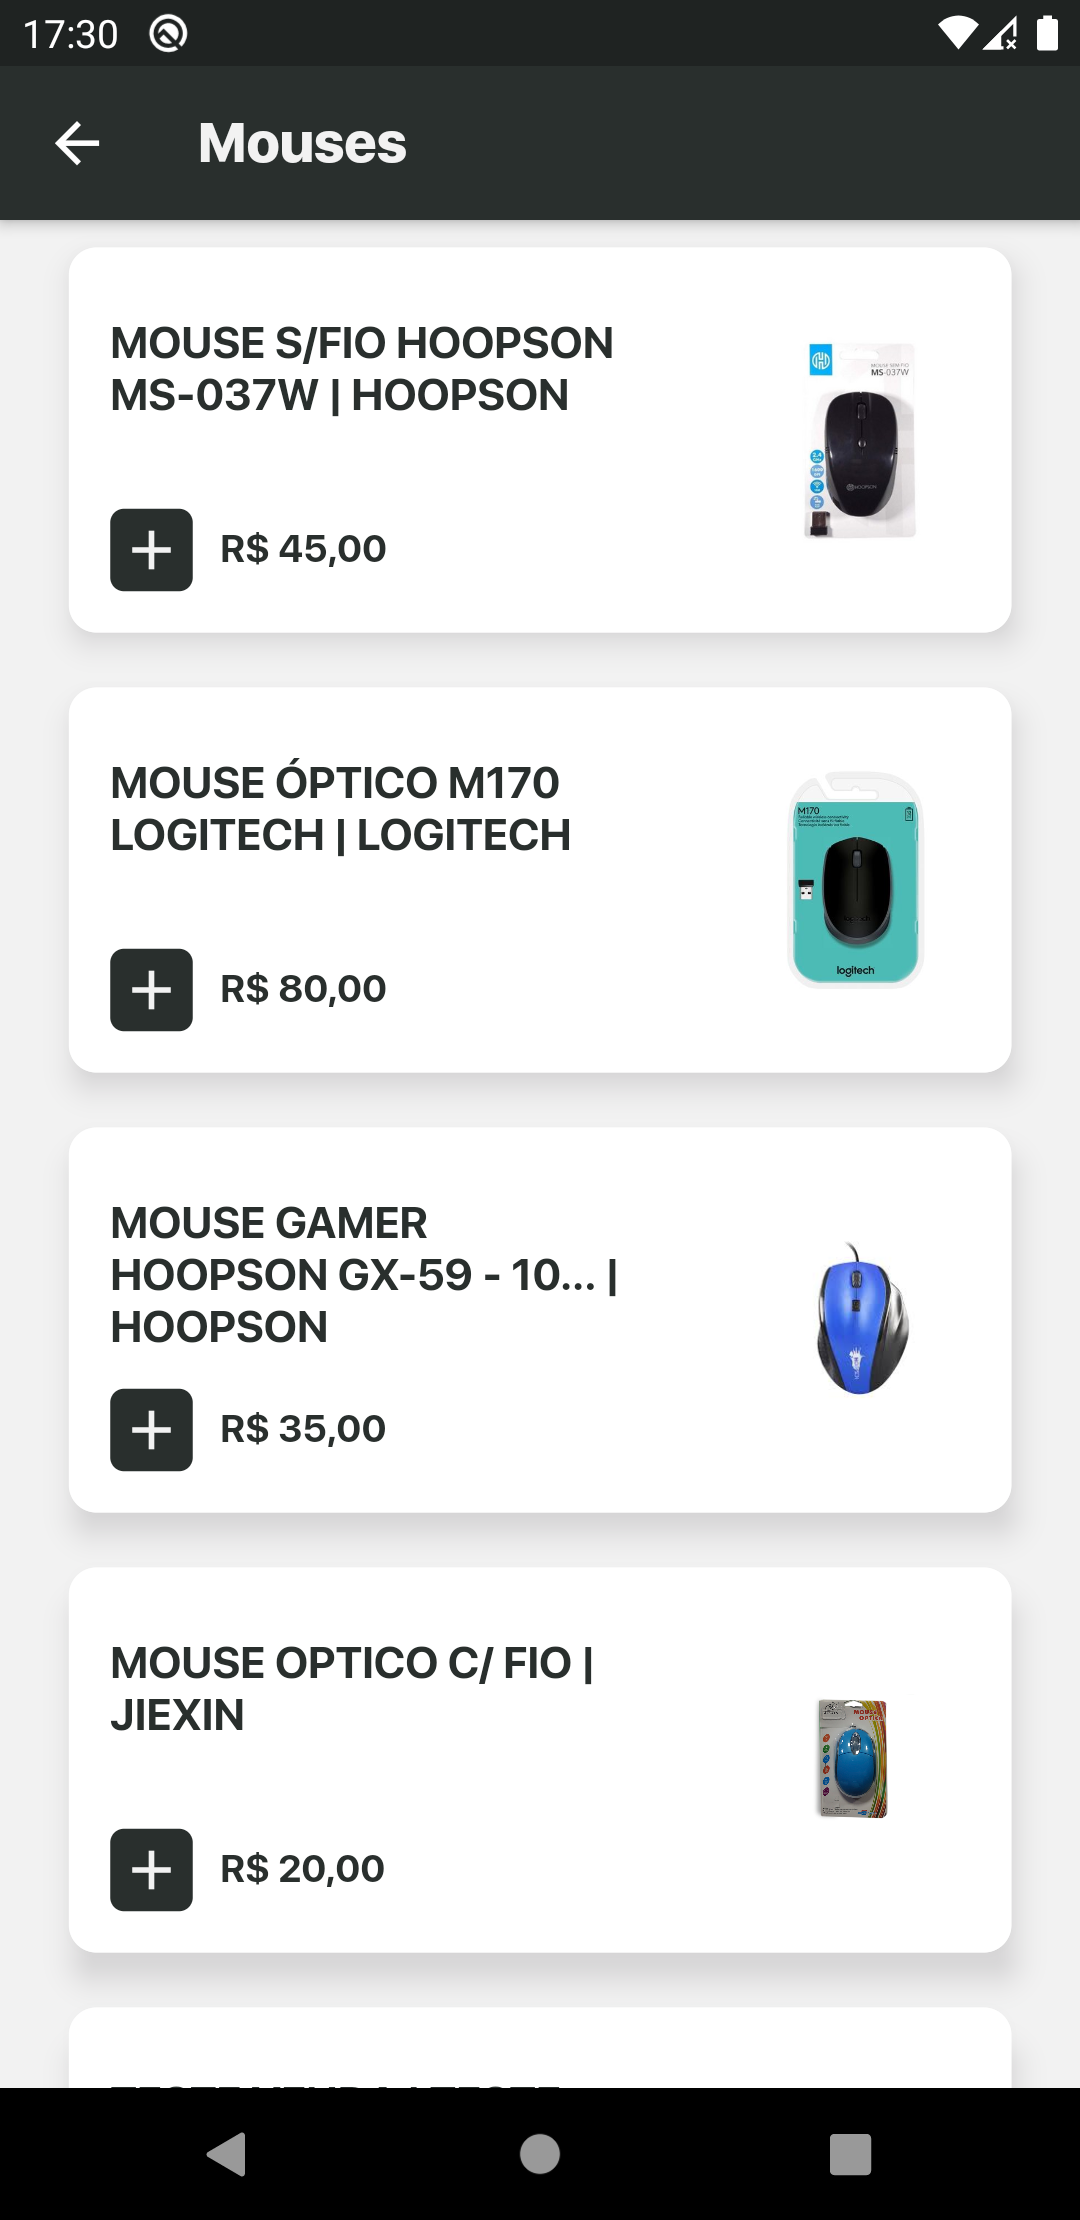 17:30
Mouses
MOUSE S/FIO HOOPSON
MS-037W | HOOPSON
MS-037W
HOOPSON
R$ 45,00
MOUSE ÓPTICO M170
LOGITECH | LOGITECH
M170
logitech
R$ 80,00
MOUSE GAMER
HOOPSON GX-59 - 10... |
HOOPSON
R$ 35,00
MOUSE OPTICO C/ FIO |
JIEXIN
R$ 20,00